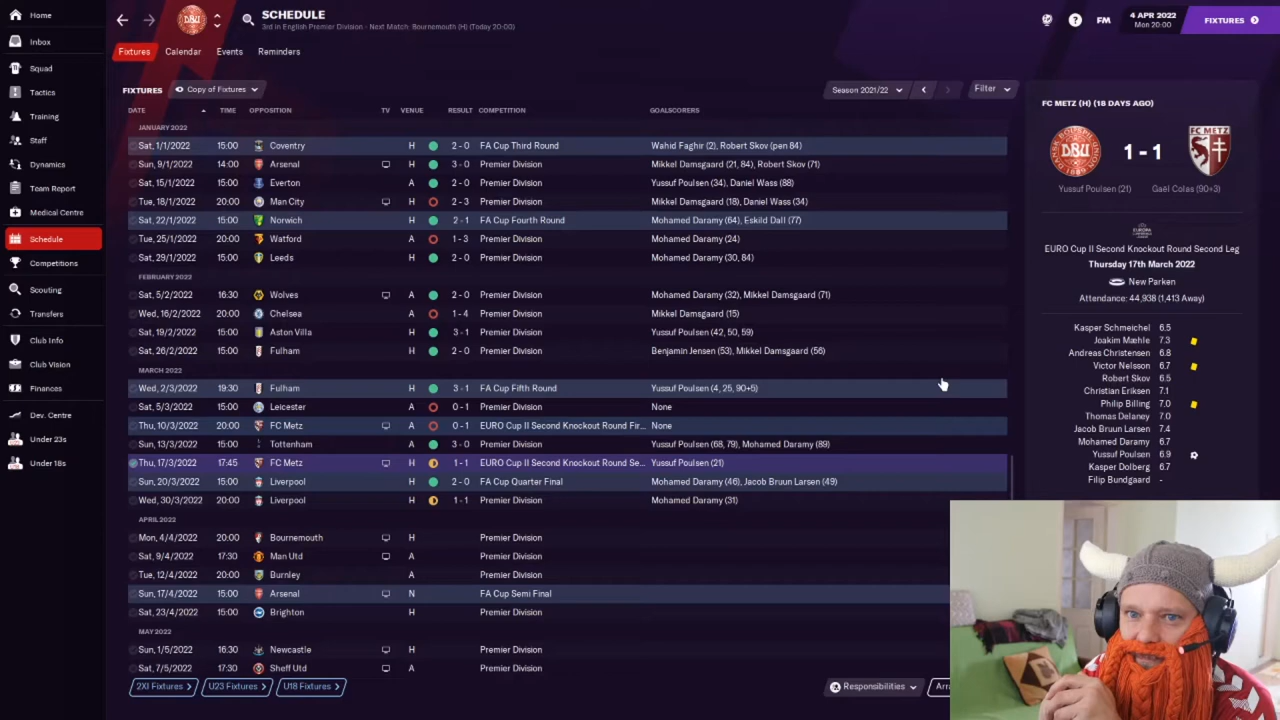 Home
Inbox
Squad
Tactics
Training
Staff
Dynamics
Team Report
Medical Centre
Schedule
Competitions
Scouting
Transfers
Club Info
Club Vision
Finances
Dev. Centre
Under 23s
Under 18s
DBU
SCHEDULE
3rd in English Premier Division - Next Match: Bournemouth (H) (Today 20:00)
? FM 4 APR 2022 FIXTURES
Mon 20:00
Fixtures Calendar Events Reminders
FIXTURES Copy of Fixtures Season 2021/22 Filter
DATE TIME OPPOSITION TV VENUE RESULT COMPETITION GOALSCORERS
JANUARY 2022
Sat, 1/1/2022 15:00 Coventry H 2 - 0 FA Cup Third Round Wahid Faghir (2), Robert Skov (pen 84)
Sun, 9/1/2022 14:00 Arsenal H 3 - 0 Premier Division Mikkel Damsgaard (21, 84), Robert Skov (71)
Sat, 15/1/2022 15:00 Everton A 2 - 0 Premier Division Yussuf Poulsen (34), Daniel Wass (88)
Tue, 18/1/2022 20:00 Man City H 2 - 3 Premier Division Mikkel Damsgaard (18), Daniel Wass (34)
Sat, 22/1/2022 15:00 Norwich H 2 - 1 FA Cup Fourth Round Mohamed Daramy (64), Eskild Dall (77)
Tue, 25/1/2022 20:00 Watford A 1 - 3 Premier Division Mohamed Daramy (24)
Sat, 29/1/2022 15:00 Leeds H 2 - 0 Premier Division Mohamed Daramy (30, 84)
FEBRUARY 2022
Sat, 5/2/2022 16:30 Wolves A 2 - 0 Premier Division Mohamed Daramy (32), Mikkel Damsgaard (71)
Wed, 16/2/2022 20:00 Chelsea A 1 - 4 Premier Division Mikkel Damsgaard (15)
Sat, 19/2/2022 15:00 Aston Villa H 3 - 1 Premier Division Yussuf Poulsen (42, 50, 59)
Sat, 26/2/2022 15:00 Fulham H 2 - 0 Premier Division Benjamin Jensen (53), Mikkel Damsgaard (56)
MARCH 2022
Wed, 2/3/2022 19:30 Fulham H 3 - 1 FA Cup Fifth Round Yussuf Poulsen (4, 25, 90+5)
Sat, 5/3/2022 15:00 Leicester H 0 - 1 Premier Division None
Thu, 10/3/2022 20:00 FC Metz A 0 - 1 EURO Cup II Second Knockout Round Fir... None
Sun, 13/3/2022 15:00 Tottenham A 3 - 0 Premier Division Yussuf Poulsen (68, 79), Mohamed Daramy (89)
Thu, 17/3/2022 17:45 FC Metz H 1 - 1 EURO Cup II Second Knockout Round Se... Yussuf Poulsen (21)
Sun, 20/3/2022 15:00 Liverpool H 2 - 0 FA Cup Quarter Final Mohamed Daramy (46), Jacob Bruun Larsen (49)
Wed, 30/3/2022 20:00 Liverpool H 1 - 1 Premier Division Mohamed Daramy (31)
APRIL 2022
Mon, 4/4/2022 20:00 Bournemouth H Premier Division
Sat, 9/4/2022 17:30 Man Utd A Premier Division
Tue, 12/4/2022 20:00 Burnley A Premier Division
Sun, 17/4/2022 15:00 Arsenal N FA Cup Semi Final
Sat, 23/4/2022 15:00 Brighton H Premier Division
MAY 2022
Sun, 1/5/2022 16:30 Newcastle H Premier Division
Sat, 7/5/2022 17:30 Sheff Utd A Premier Division
2XI Fixtures U23 Fixtures U18 Fixtures Responsibilities Arra
FC METZ (H) (18 DAYS AGO)
DBU 1 - 1 FC METZ
Yussuf Poulsen (21) Gaël Colas (90+3)
EURO Cup II Second Knockout Round Second Leg
Thursday 17th March 2022
New Parken
Attendance: 44,938 (1,413 Away)
Kasper Schmeichel 6.5
Joakim Mæhle 7.3
Andreas Christensen 6.8
Victor Nelsson 6.7
Robert Skov 6.5
Christian Eriksen 7.1
Philip Billing 7.0
Thomas Delaney 7.0
Jacob Bruun Larsen 7.4
Mohamed Daramy 6.7
Yussuf Poulsen 6.9
Kasper Dolberg 6.7
Filip Bundgaard -